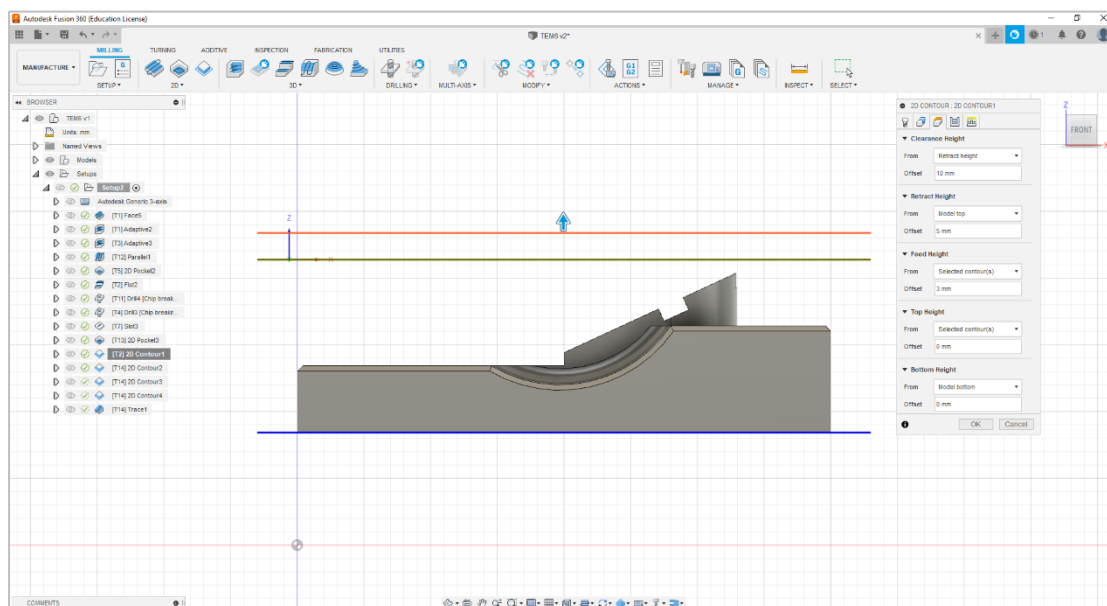 Autodesk Fusion 360 (Education License)
TEM6 v2*
1
MILLING TURNING ADDITIVE INSPECTION FABRICATION UTILITIES
MANUFACTURE
G1
G2
SETUP 2D 3D DRILLING MULTI-AXIS MODIFY ACTIONS MANAGE INSPECT SELECT
BROWSER
TEM6 v1
Units: mm
Named Views
Models
Setups
Setup2
Autodesk Generic 3-axis
[T1] Face5
[T1] Adaptive2
[T3] Adaptive3
[T12] Parallel1
[T5] 2D Pocket2
[T2] Flat2
[T11] Drill4 [Chip break...
[T4] Drill3 [Chip breakr...
[T7] Slot3
[T13] 2D Pocket3
[T2] 2D Contour1
[T14] 2D Contour2
[T14] 2D Contour3
[T14] 2D Contour4
[T14] Trace1
Z
X
2D CONTOUR : 2D CONTOUR1
Clearance Height
From Retract height
Offset 10 mm
Retract Height
From Model top
Offset 5 mm
Feed Height
From Selected contour(s)
Offset 3 mm
Top Height
From Selected contour(s)
Offset 0 mm
Bottom Height
From Model bottom
Offset 0 mm
OK Cancel
Z
FRONT
X
COMMENTS